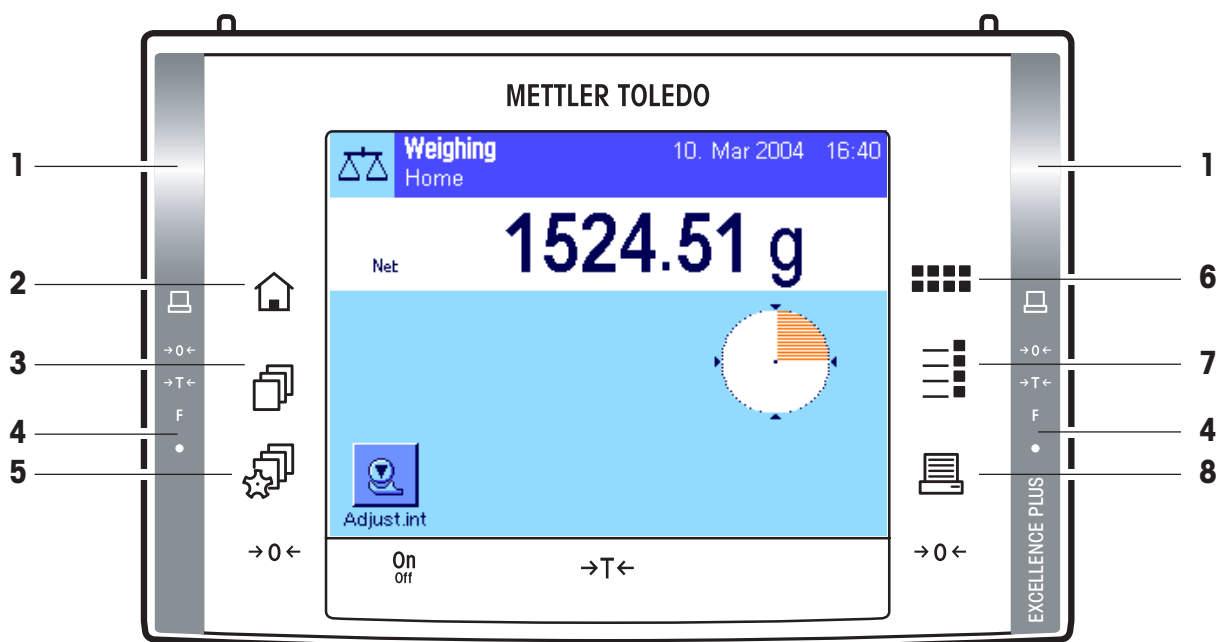 METTLER TOLEDO
Weighing 10. Mar 2004 16:40
Home
1 1
1524.51 g
Net
2 6
→0← →0←
3 7
→T← →T←
F F
4 4
5 8
Adjust.int
→0← On →T← →0←
Off
EXCELLENCE PLUS